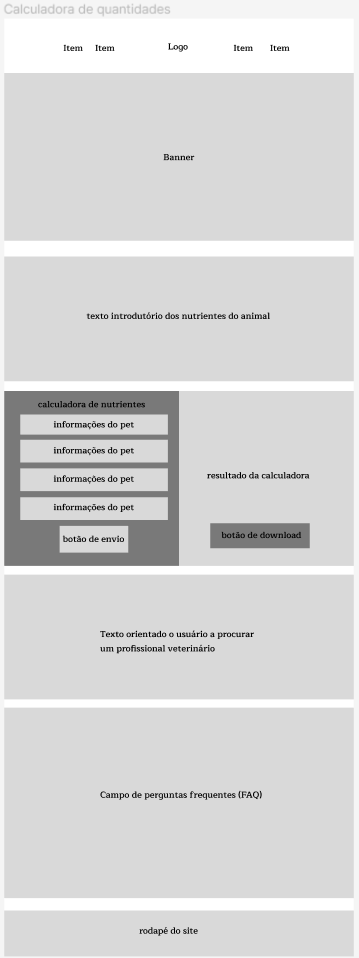 Calculadora de quantidades
Item Item Logo Item Item
Banner
texto introdutório dos nutrientes do animal
calculadora de nutrientes
informações do pet
informações do pet
informações do pet
informações do pet
botão de envio
resultado da calculadora
botão de download
Texto orientado o usuário a procurar
um profissional veterinário
Campo de perguntas frequentes (FAQ)
rodapé do site